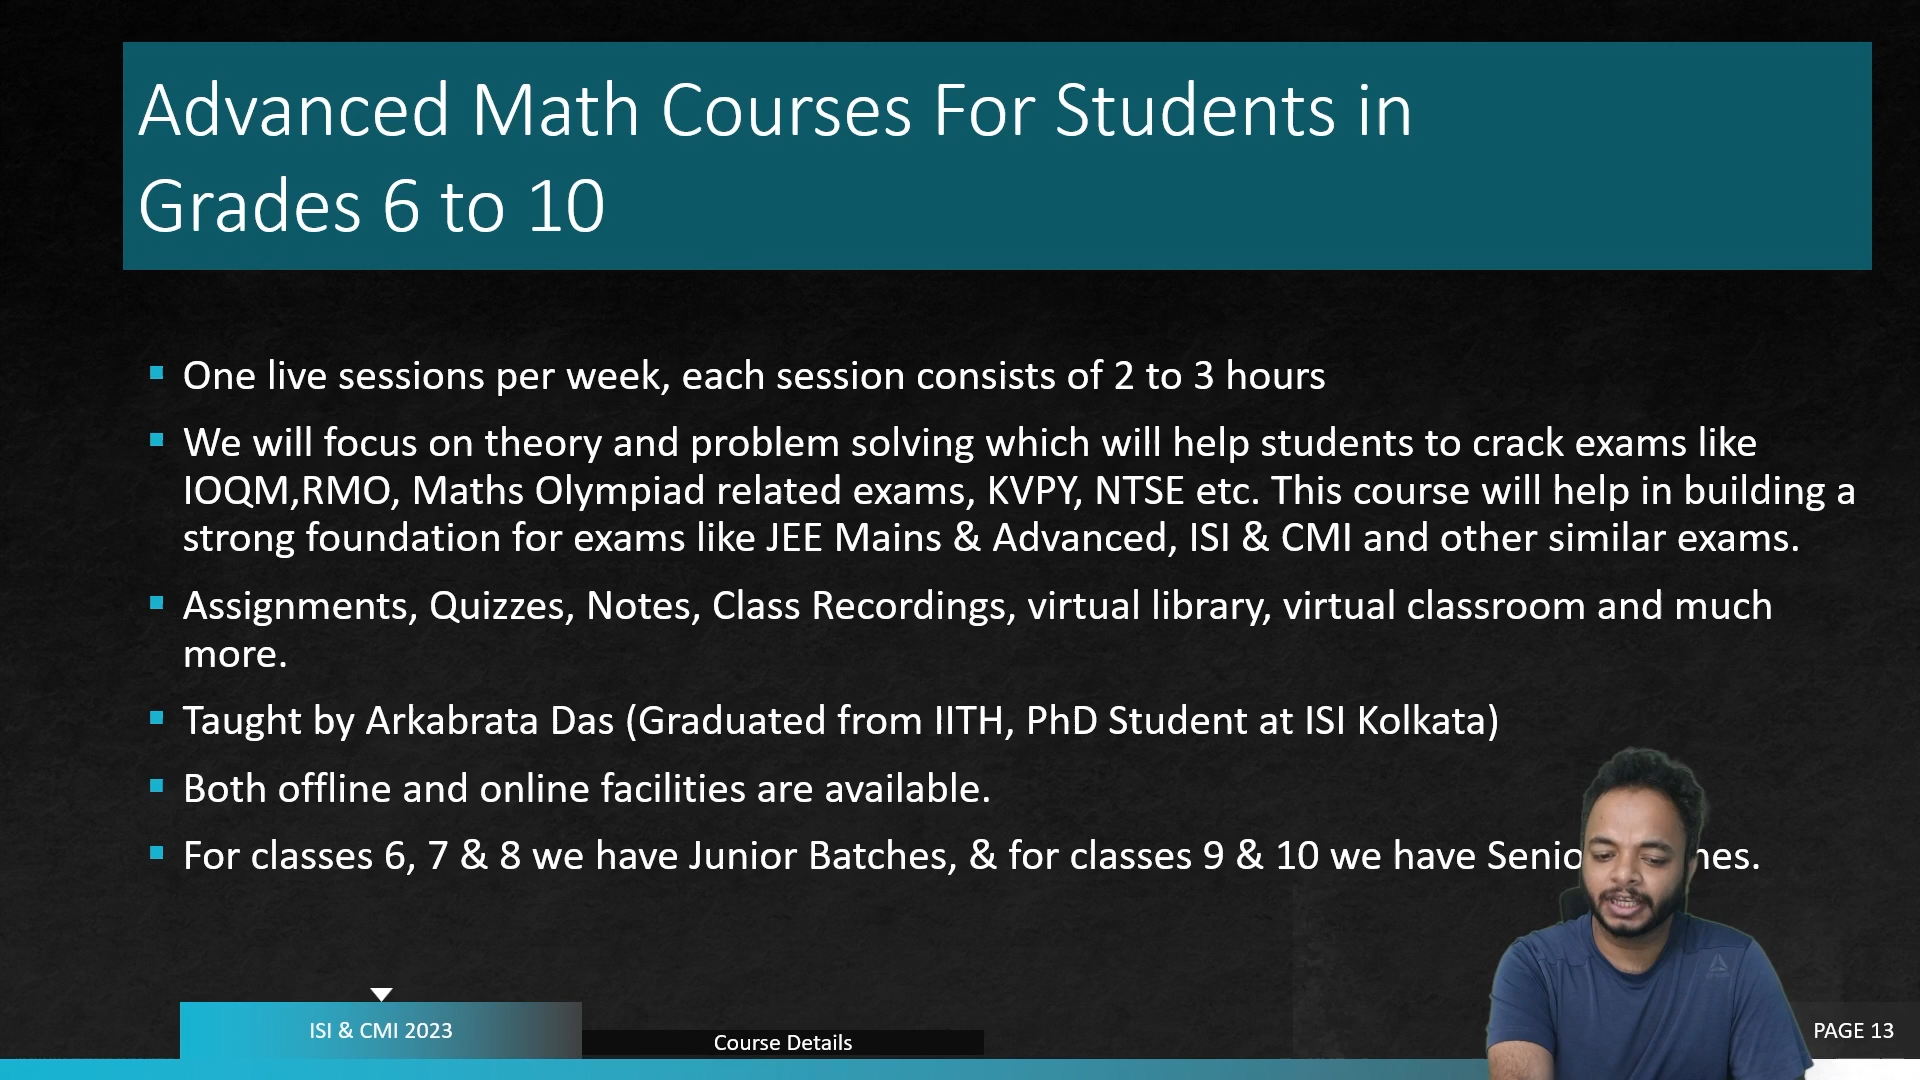 Advanced Math Courses For Students in
Grades 6 to 10
One live sessions per week, each session consists of 2 to 3 hours
We will focus on theory and problem solving which will help students to crack exams like
IOQM,RMO, Maths Olympiad related exams, KVPY, NTSE etc. This course will help in building a
strong foundation for exams like JEE Mains & Advanced, ISI & CMI and other similar exams.
Assignments, Quizzes, Notes, Class Recordings, virtual library, virtual classroom and much
more.
Taught by Arkabrata Das (Graduated from IITH, PhD Student at ISI Kolkata)
Both offline and online facilities are available.
For classes 6, 7 & 8 we have Junior Batches, & for classes 9 & 10 we have
ISI & CMI 2023
Course Details
PAGE 13